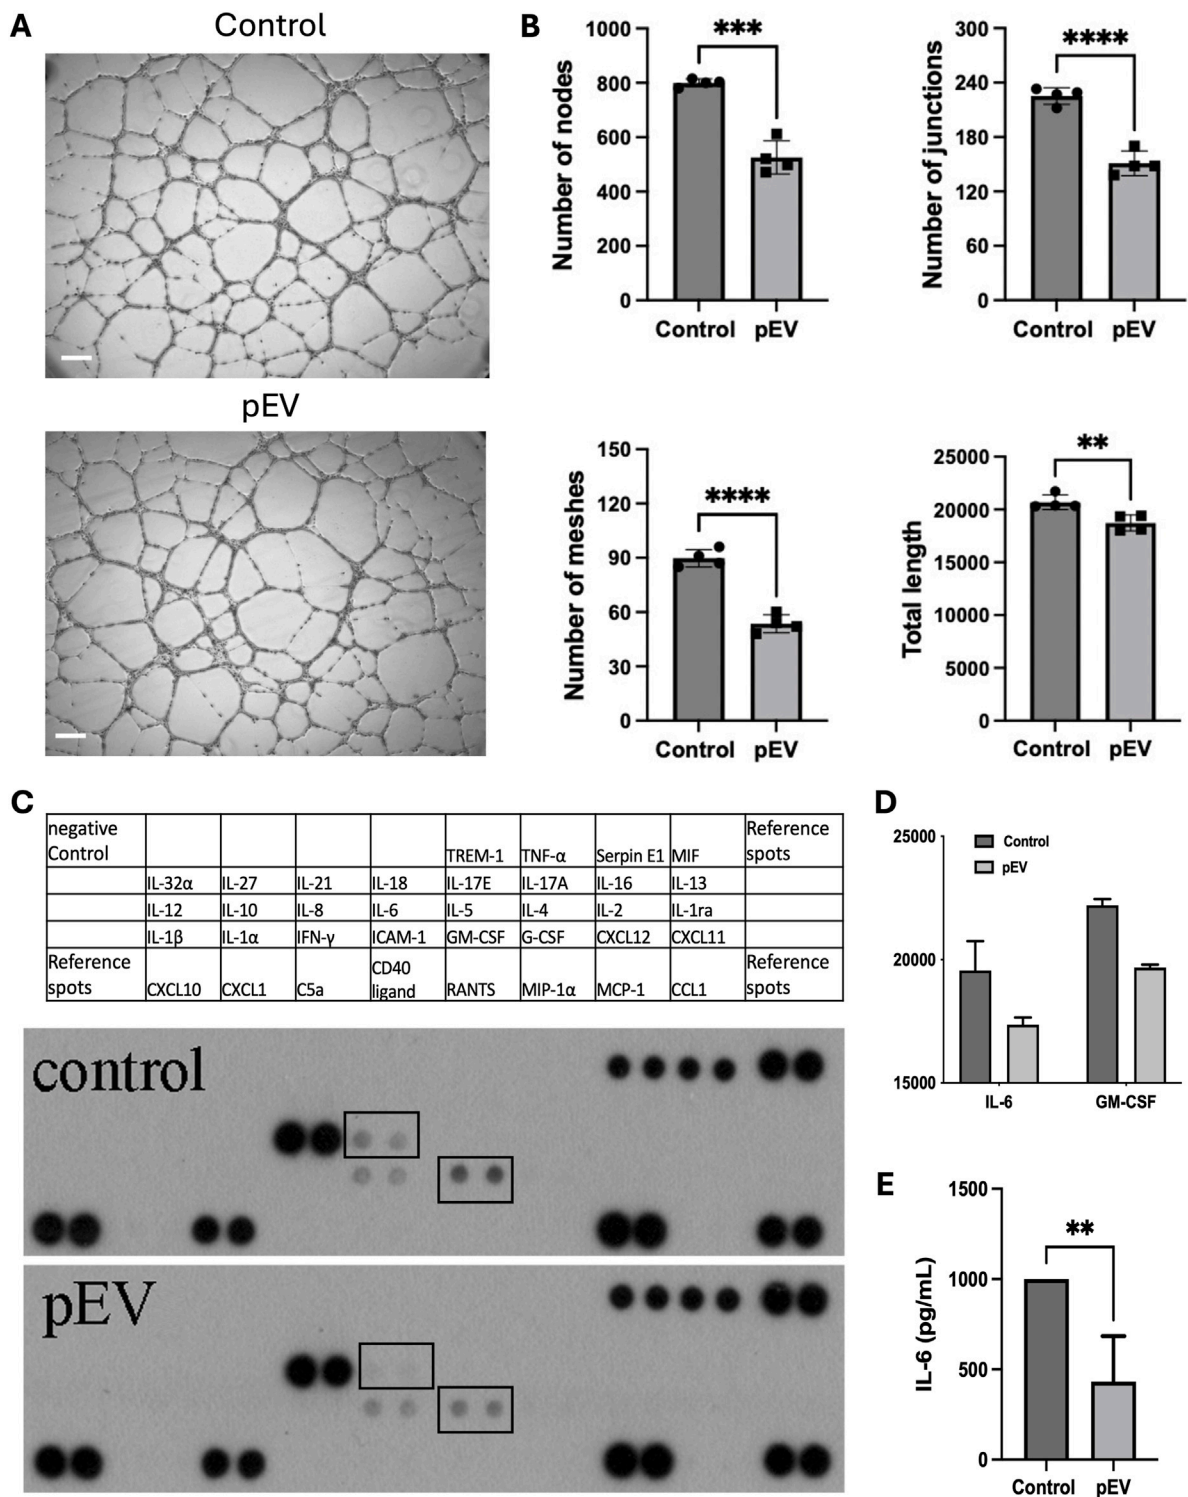 A
Control
pEV
B
Number of nodes
1000
800
600
400
200
0
***
Control pEV
Number of junctions
300
240
180
120
60
0
****
Control pEV
Number of meshes
150
120
90
60
30
0
****
Control pEV
Total length
25000
20000
15000
10000
5000
0
**
Control pEV
C
negative Reference
Control TREM-1 TNF-α Serpin E1 MIF spots
IL-32α IL-27 IL-21 IL-18 IL-17E IL-17A IL-16 IL-13
IL-12 IL-10 IL-8 IL-6 IL-5 IL-4 IL-2 IL-1ra
IL-1β IL-1α IFN-γ ICAM-1 GM-CSF G-CSF CXCL12 CXCL11
Reference CD40 Reference
spots CXCL10 CXCL1 C5a ligand RANTS MIP-1α MCP-1 CCL1 spots
control
pEV
D
25000
20000
15000
Control
pEV
IL-6 GM-CSF
E
IL-6 (pg/mL)
1500
1000
500
0
**
Control pEV